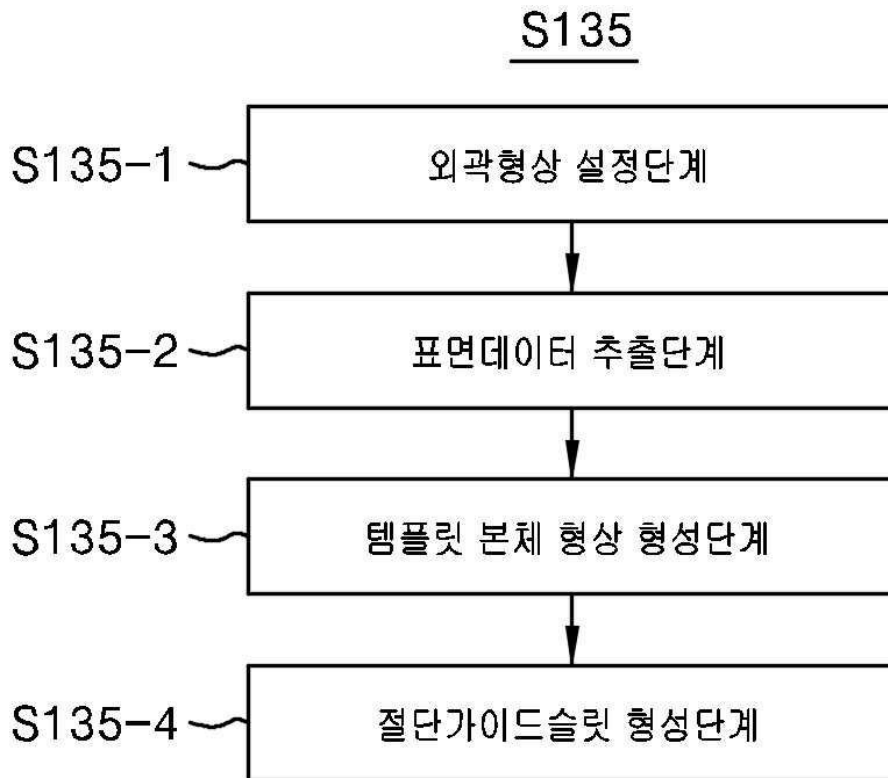 S135
S135-1 외곽형상 설정단계
S135-2 표면데이터 추출단계
S135-3 템플릿 본체 형상 형성단계
S135-4 절단가이드슬릿 형성단계